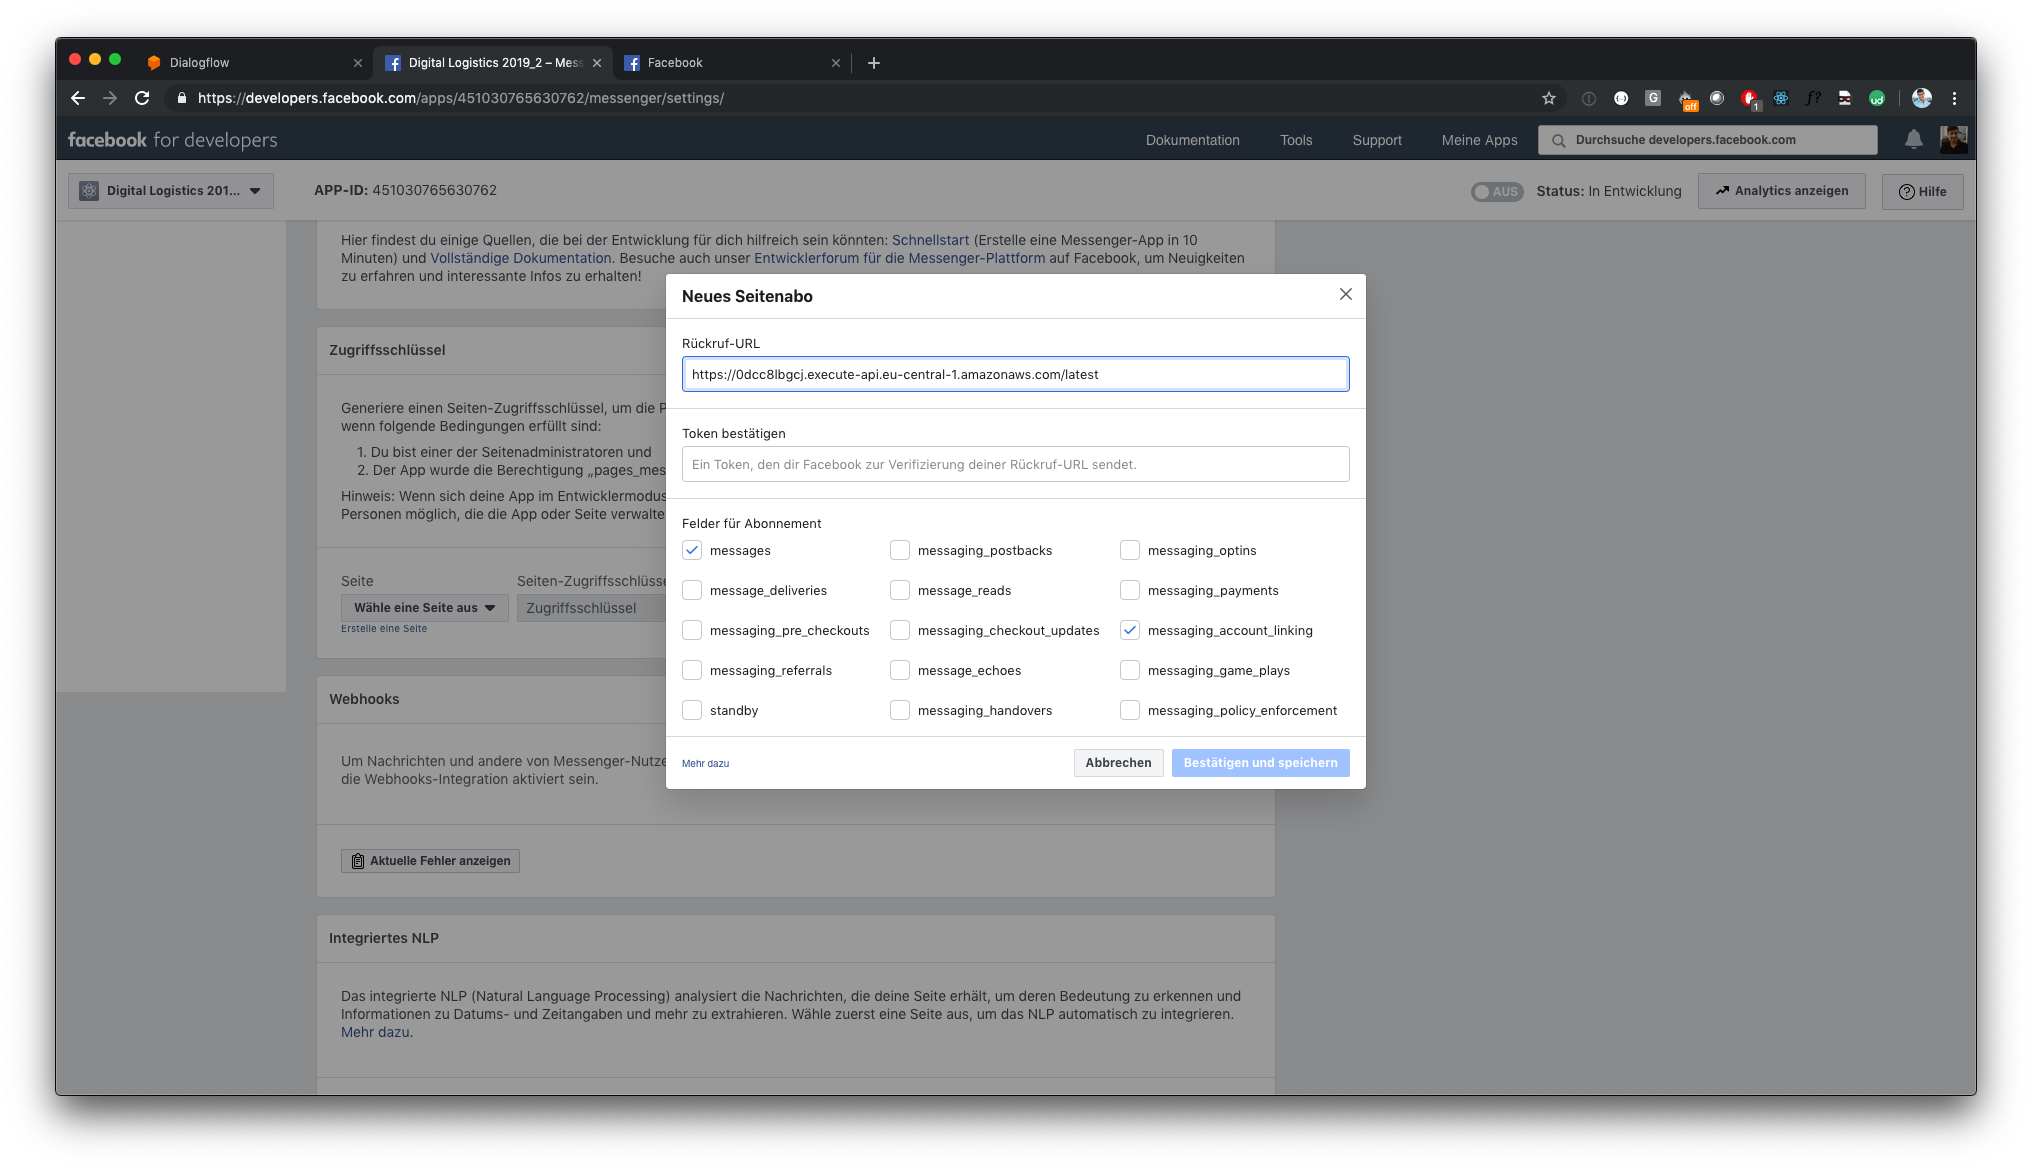 Dialogflow
Digital Logistics 2019_2 – Mess
Facebook
https://developers.facebook.com/apps/451030765630762/messenger/settings/
off
1
ud
facebook for developers
Dokumentation
Tools
Support
Meine Apps
Durchsuche developers.facebook.com
Digital Logistics 201...
APP-ID: 451030765630762
AUS
Status: In Entwicklung
Analytics anzeigen
Hilfe
Hier findest du einige Quellen, die bei der Entwicklung für dich hilfreich sein könnten: Schnellstart (Erstelle eine Messenger-App in 10
Minuten) und Vollständige Dokumentation. Besuche auch unser Entwicklerforum für die Messenger-Plattform auf Facebook, um Neuigkeiten
zu erfahren und interessante Infos zu erhalten!
Zugriffsschlüssel
Generiere einen Seiten-Zugriffsschlüssel, um die P
wenn folgende Bedingungen erfüllt sind:
1. Du bist einer der Seitenadministratoren und
2. Der App wurde die Berechtigung „pages_mes
Hinweis: Wenn sich deine App im Entwicklermodus
Personen möglich, die die App oder Seite verwalte
Seite
Seiten-Zugriffsschlüsse
Wähle eine Seite aus
Zugriffsschlüssel
Erstelle eine Seite
Webhooks
Um Nachrichten und andere von Messenger-Nutze
die Webhooks-Integration aktiviert sein.
Aktuelle Fehler anzeigen
Integriertes NLP
Das integrierte NLP (Natural Language Processing) analysiert die Nachrichten, die deine Seite erhält, um deren Bedeutung zu erkennen und
Informationen zu Datums- und Zeitangaben und mehr zu extrahieren. Wähle zuerst eine Seite aus, um das NLP automatisch zu integrieren.
Mehr dazu.
Neues Seitenabo
Rückruf-URL
https://0dcc8lbgcj.execute-api.eu-central-1.amazonaws.com/latest
Token bestätigen
Ein Token, den dir Facebook zur Verifizierung deiner Rückruf-URL sendet.
Felder für Abonnement
messages
messaging_postbacks
messaging_optins
message_deliveries
message_reads
messaging_payments
messaging_pre_checkouts
messaging_checkout_updates
messaging_account_linking
messaging_referrals
message_echoes
messaging_game_plays
standby
messaging_handovers
messaging_policy_enforcement
Mehr dazu
Abbrechen
Bestätigen und speichern